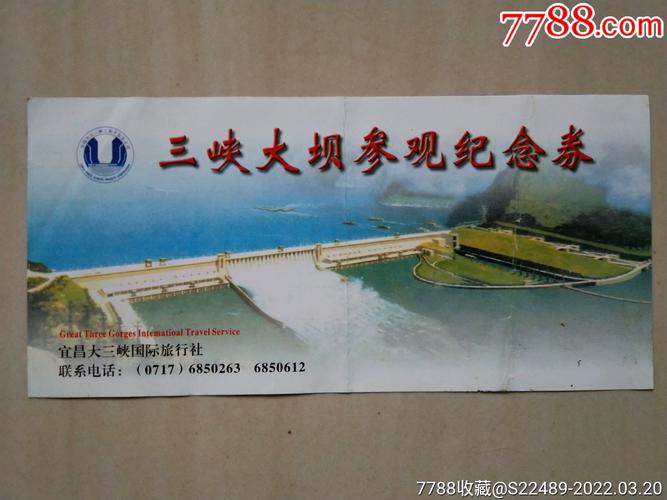 7788.com
三峡大坝参观纪念券
Great Three Gorges Intematioal Travel Service
宜昌大三峡国际旅行社
联系电话：（0717）6850263 6850612
7788收藏@S22489-2022.03.20